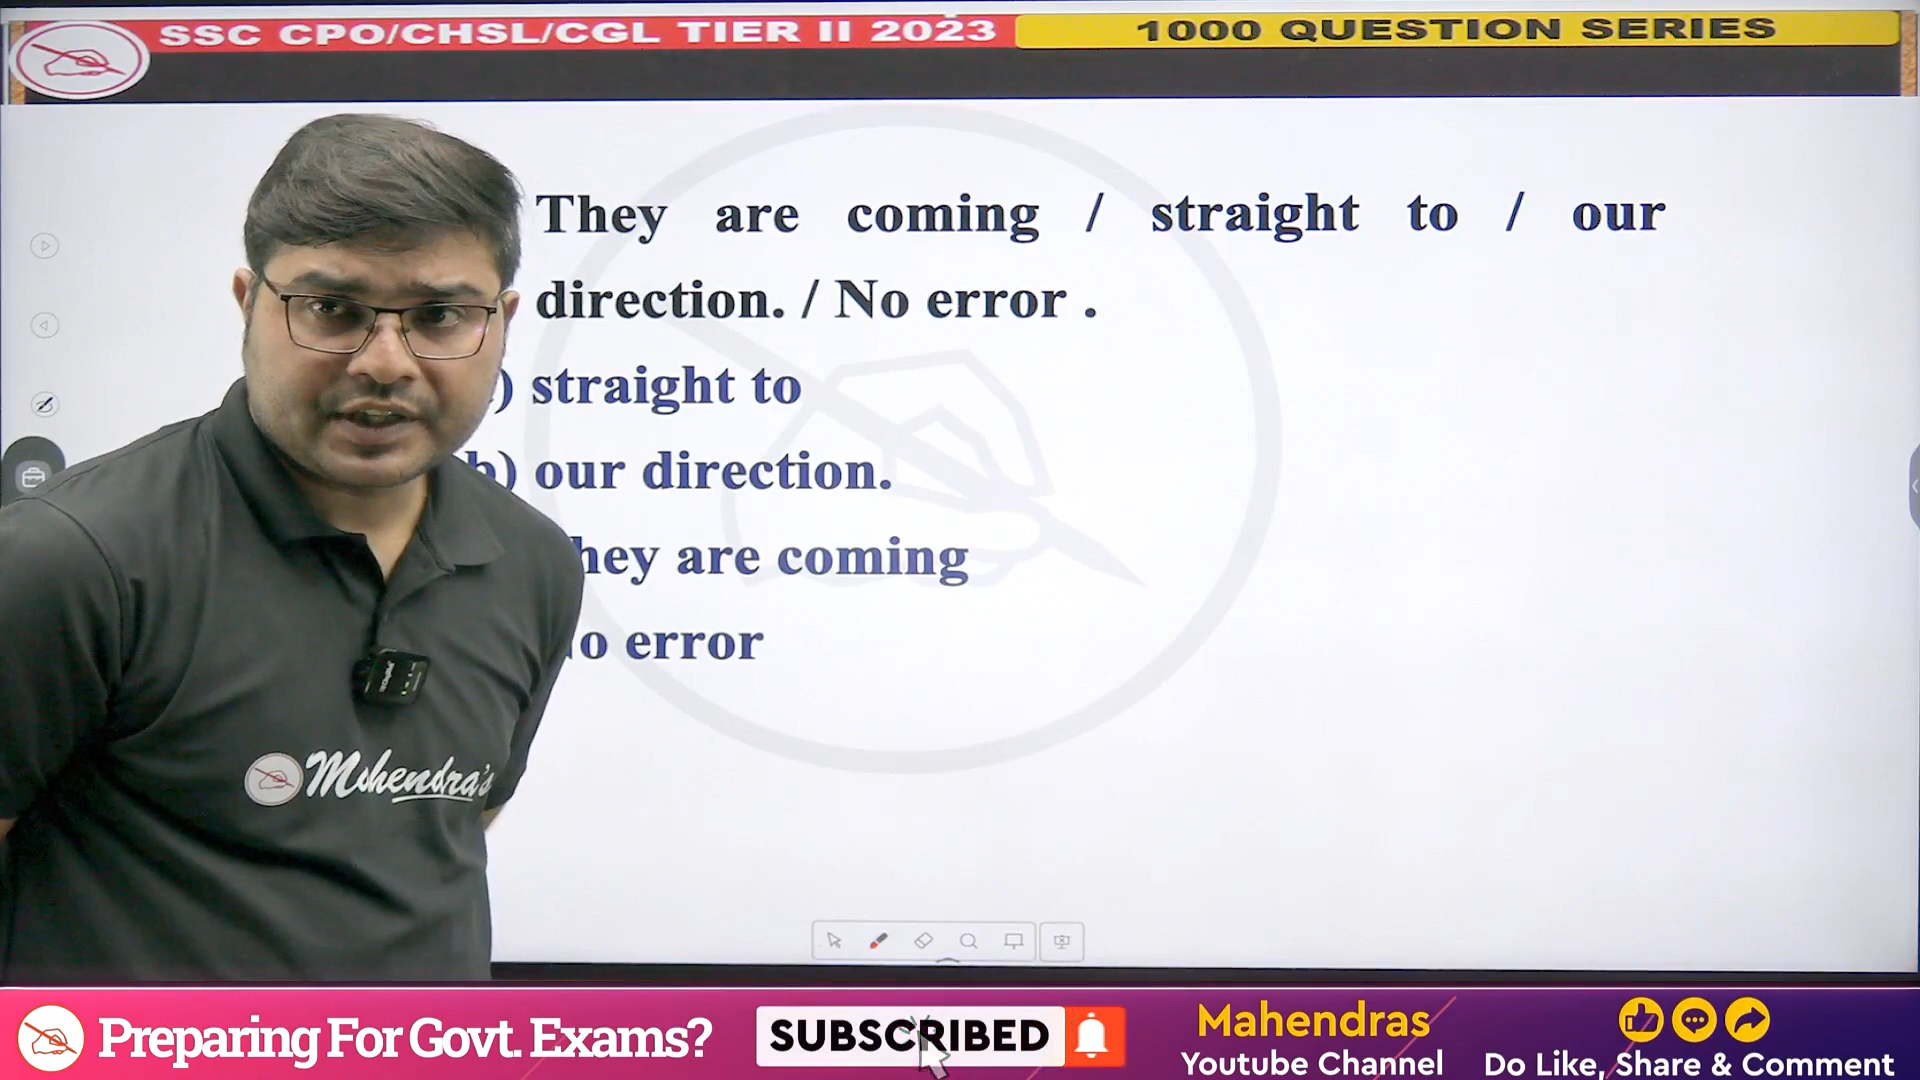 SSC CPO/CHSL/CGL TIER II 2023
1000 QUESTION SERIES
They are coming / straight to / our
direction. / No error .
) straight to
b) our direction.
hey are coming
No error
Mahendra's
Preparing For Govt. Exams?
SUBSCRIBED
Mahendras
Youtube Channel
Do Like, Share & Comment